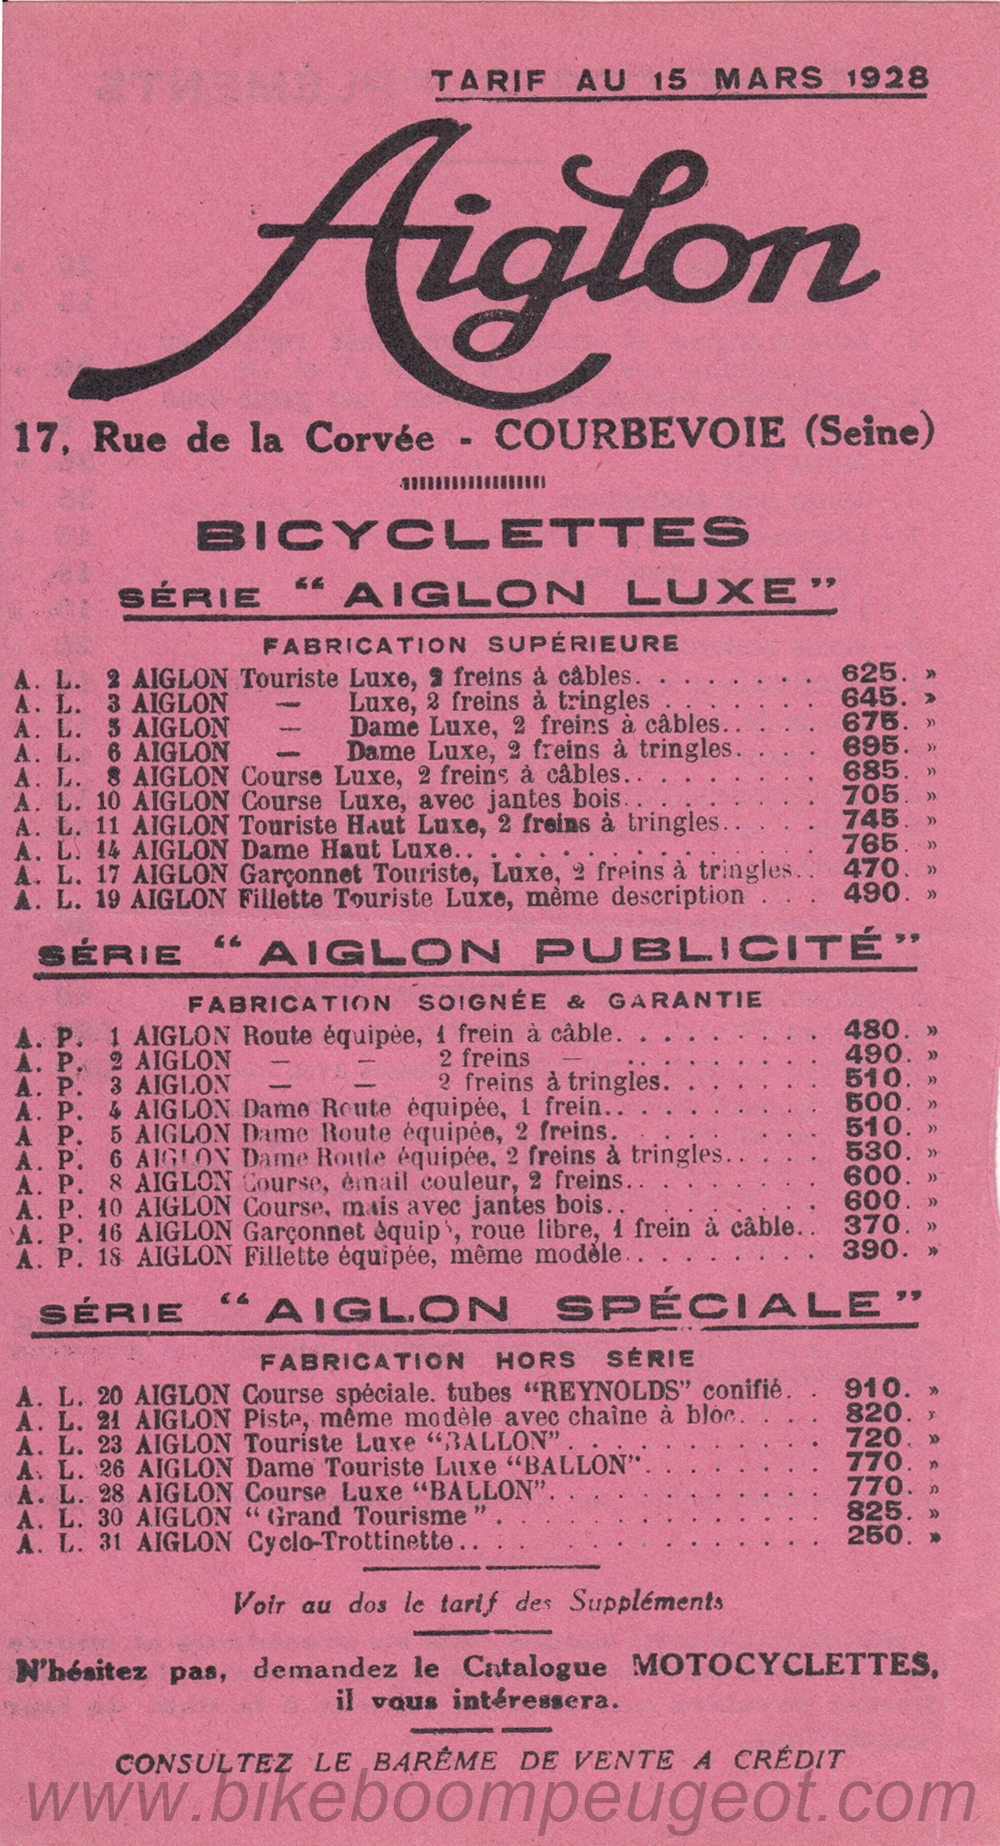 TARIF AU 15 MARS 1928
Aiglon
17, Rue de la Corvée - COURBEVOIE (Seine)
BICYCLETTES
SÉRIE “ AIGLON LUXE ”
FABRICATION SUPÉRIEURE
A. L. 2 AIGLON Touriste Luxe, 2 freins à câbles. . . . . . . . 625. »
A. L. 3 AIGLON — Luxe, 2 freins à tringles . . . . . . . 645. »
A. L. 5 AIGLON — Dame Luxe, 2 freins à câbles. . . . . 675. »
A. L. 6 AIGLON — Dame Luxe, 2 freins à tringles. . . . 695. »
A. L. 8 AIGLON Course Luxe, 2 freins à câbles. . . . . . . . 685. »
A. L. 10 AIGLON Course Luxe, avec jantes bois. . . . . . . . 705. »
A. L. 11 AIGLON Touriste Haut Luxe, 2 freins à tringles. . . . . 745. »
A. L. 14 AIGLON Dame Haut Luxe. . . . . . . . . . . . . . . 765. »
A. L. 17 AIGLON Garçonnet Touriste, Luxe, 2 freins à tringles. . 470. »
A. L. 19 AIGLON Fillette Touriste Luxe, même description . . . 490. »
SÉRIE “ AIGLON PUBLICITÉ ”
FABRICATION SOIGNÉE & GARANTIE
A. P. 1 AIGLON Route équipée, 1 frein à câble. . . . . . . . . 480. »
A. P. 2 AIGLON — — 2 freins — . . . . . . . . 490. »
A. P. 3 AIGLON — — 2 freins à tringles. . . . . . . 510. »
A. P. 4 AIGLON Dame Route équipée, 1 frein. . . . . . . . . 500. »
A P. 5 AIGLON Dame Route équipée, 2 freins. . . . . . . . 510. »
A. P. 6 AIGLON Dame Route équipée, 2 freins à tringles. . . . . 530. »
A. P. 8 AIGLON Course, émail couleur, 2 freins. . . . . . . . 600. »
A. P. 10 AIGLON Course, mais avec jantes bois. . . . . . . . . 600. »
A. P. 16 AIGLON Garçonnet équip, roue libre, 1 frein à câble. . 370. »
A. P. 18 AIGLON Fillette équipée, même modèle. . . . . . . . 390. »
SÉRIE “ AIGLON SPÉCIALE ”
FABRICATION HORS SÉRIE
A. L. 20 AIGLON Course spéciale. tubes “REYNOLDS” conifié. . 910. »
A. L. 21 AIGLON Piste, même modèle avec chaîne à bloc. . . . 820. »
A. L. 23 AIGLON Touriste Luxe “BALLON”. . . . . . . . . . 720. »
A. L. 26 AIGLON Dame Touriste Luxe “BALLON”. . . . . . . 770. »
A. L. 28 AIGLON Course Luxe “BALLON”. . . . . . . . . . . 770. »
A. L. 30 AIGLON “ Grand Tourisme ” . . . . . . . . . . . . . 825. »
A. L. 31 AIGLON Cyclo-Trottinette. . . . . . . . . . . . . . 250. »
Voir au dos le tarif des Suppléments
N'hésitez pas, demandez le Catalogue MOTOCYCLETTES,
il vous intéressera.
CONSULTEZ LE BARÊME DE VENTE A CRÉDIT
www.bikeboompeugeot.com